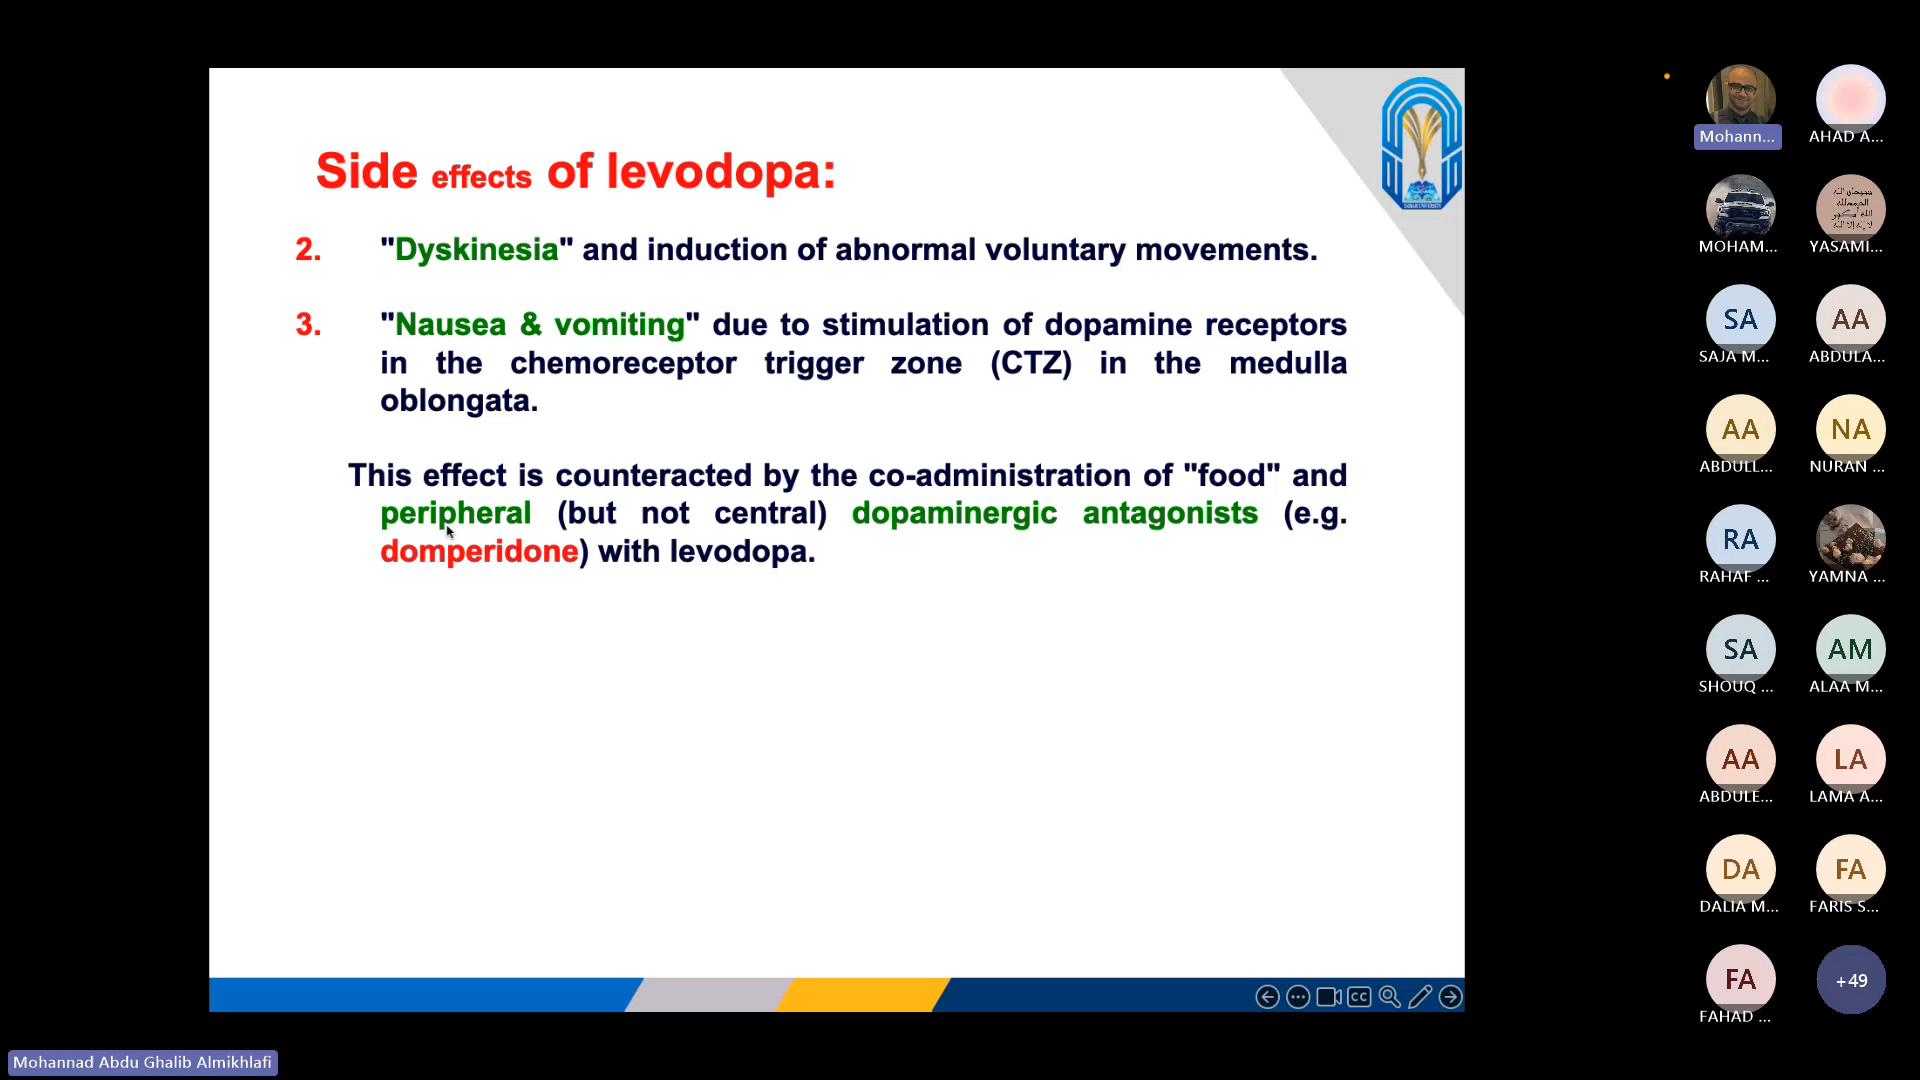 Side effects of levodopa:
2. "Dyskinesia" and induction of abnormal voluntary movements.
3. "Nausea & vomiting" due to stimulation of dopamine receptors
in the chemoreceptor trigger zone (CTZ) in the medulla
oblongata.
This effect is counteracted by the co-administration of "food" and
peripheral (but not central) dopaminergic antagonists (e.g.
domperidone) with levodopa.
CC
Mohannad Abdu Ghalib Almikhlafi
Mohann...
AHAD A...
MOHAM...
YASAMI...
SA
AA
SAJA M...
ABDULA...
AA
NA
ABDULL...
NURAN ...
RA
RAHAF ...
YAMNA ...
SA
AM
SHOUQ ...
ALAA M...
AA
LA
ABDULE...
LAMA A...
DA
FA
DALIA M...
FARIS S...
FA
+49
FAHAD ...